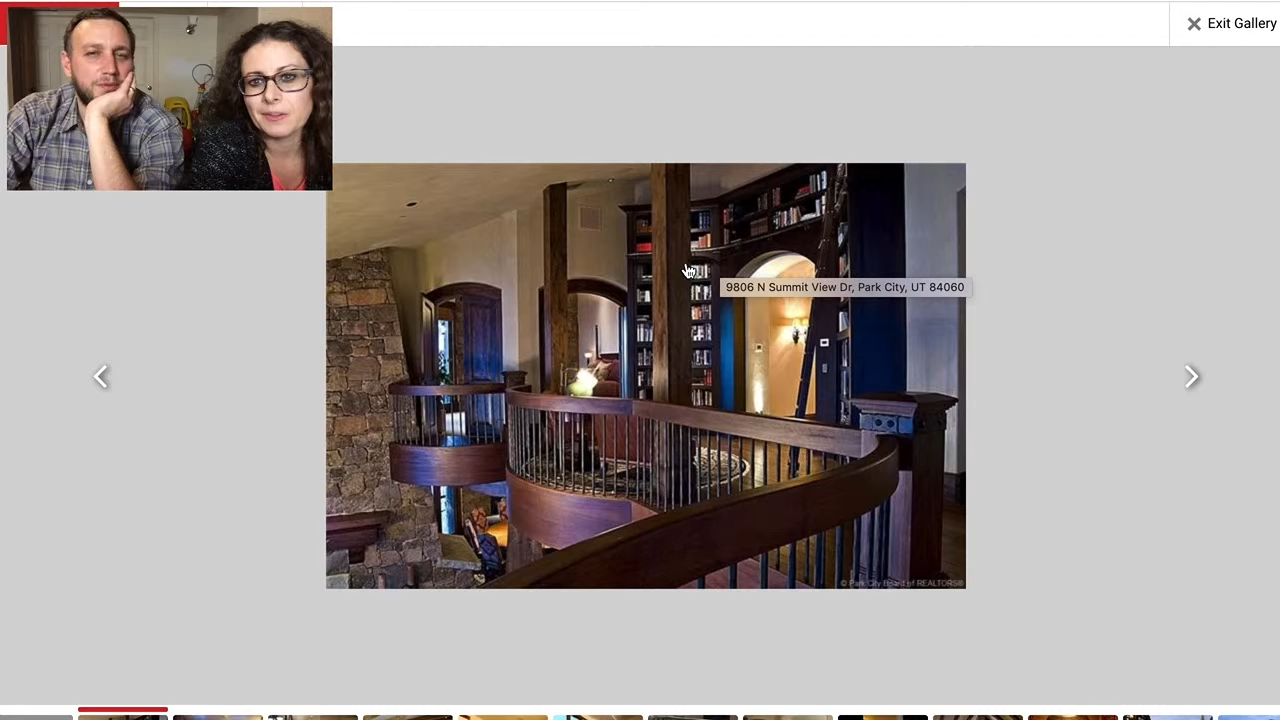 Exit Gallery
9806 N Summit View Dr, Park City, UT 84060
© Park City Board of REALTORS®